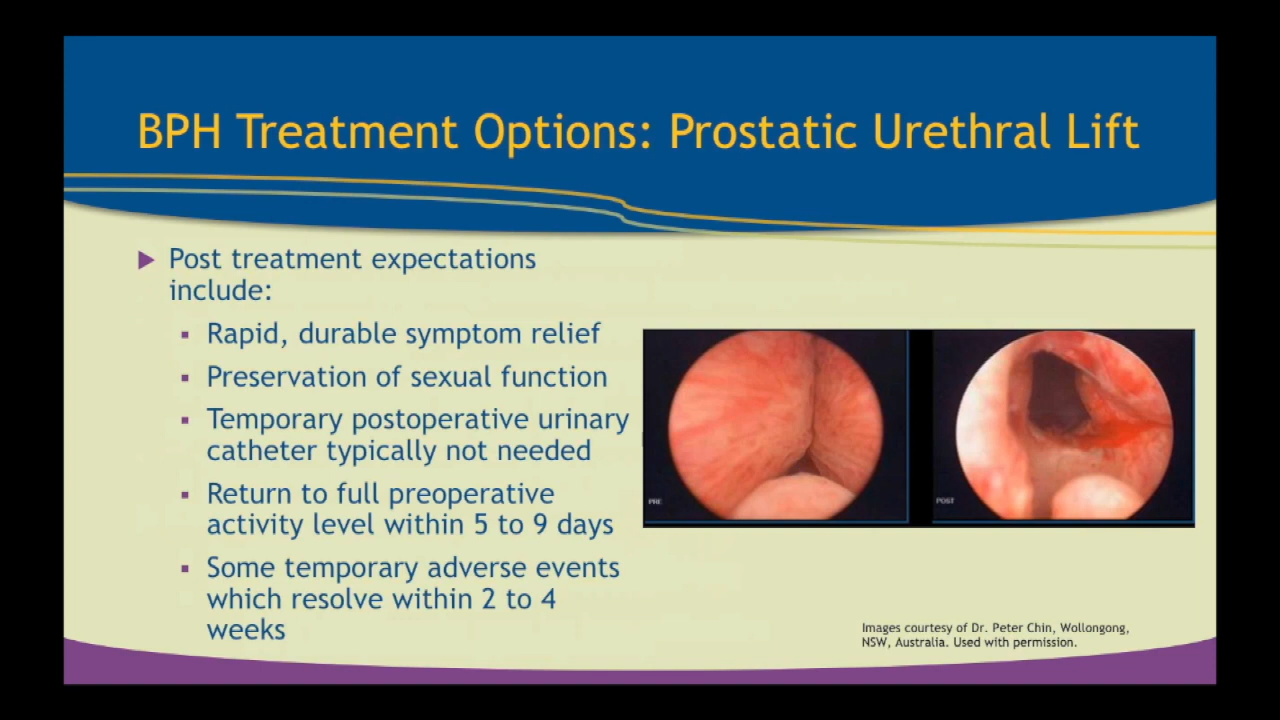 BPH Treatment Options: Prostatic Urethral Lift
Post treatment expectations
include:
Rapid, durable symptom relief
Preservation of sexual function
Temporary postoperative urinary
catheter typically not needed
Return to full preoperative
activity level within 5 to 9 days
Some temporary adverse events
which resolve within 2 to 4
weeks
PRE
POST
Images courtesy of Dr. Peter Chin, Wollongong,
NSW, Australia. Used with permission.